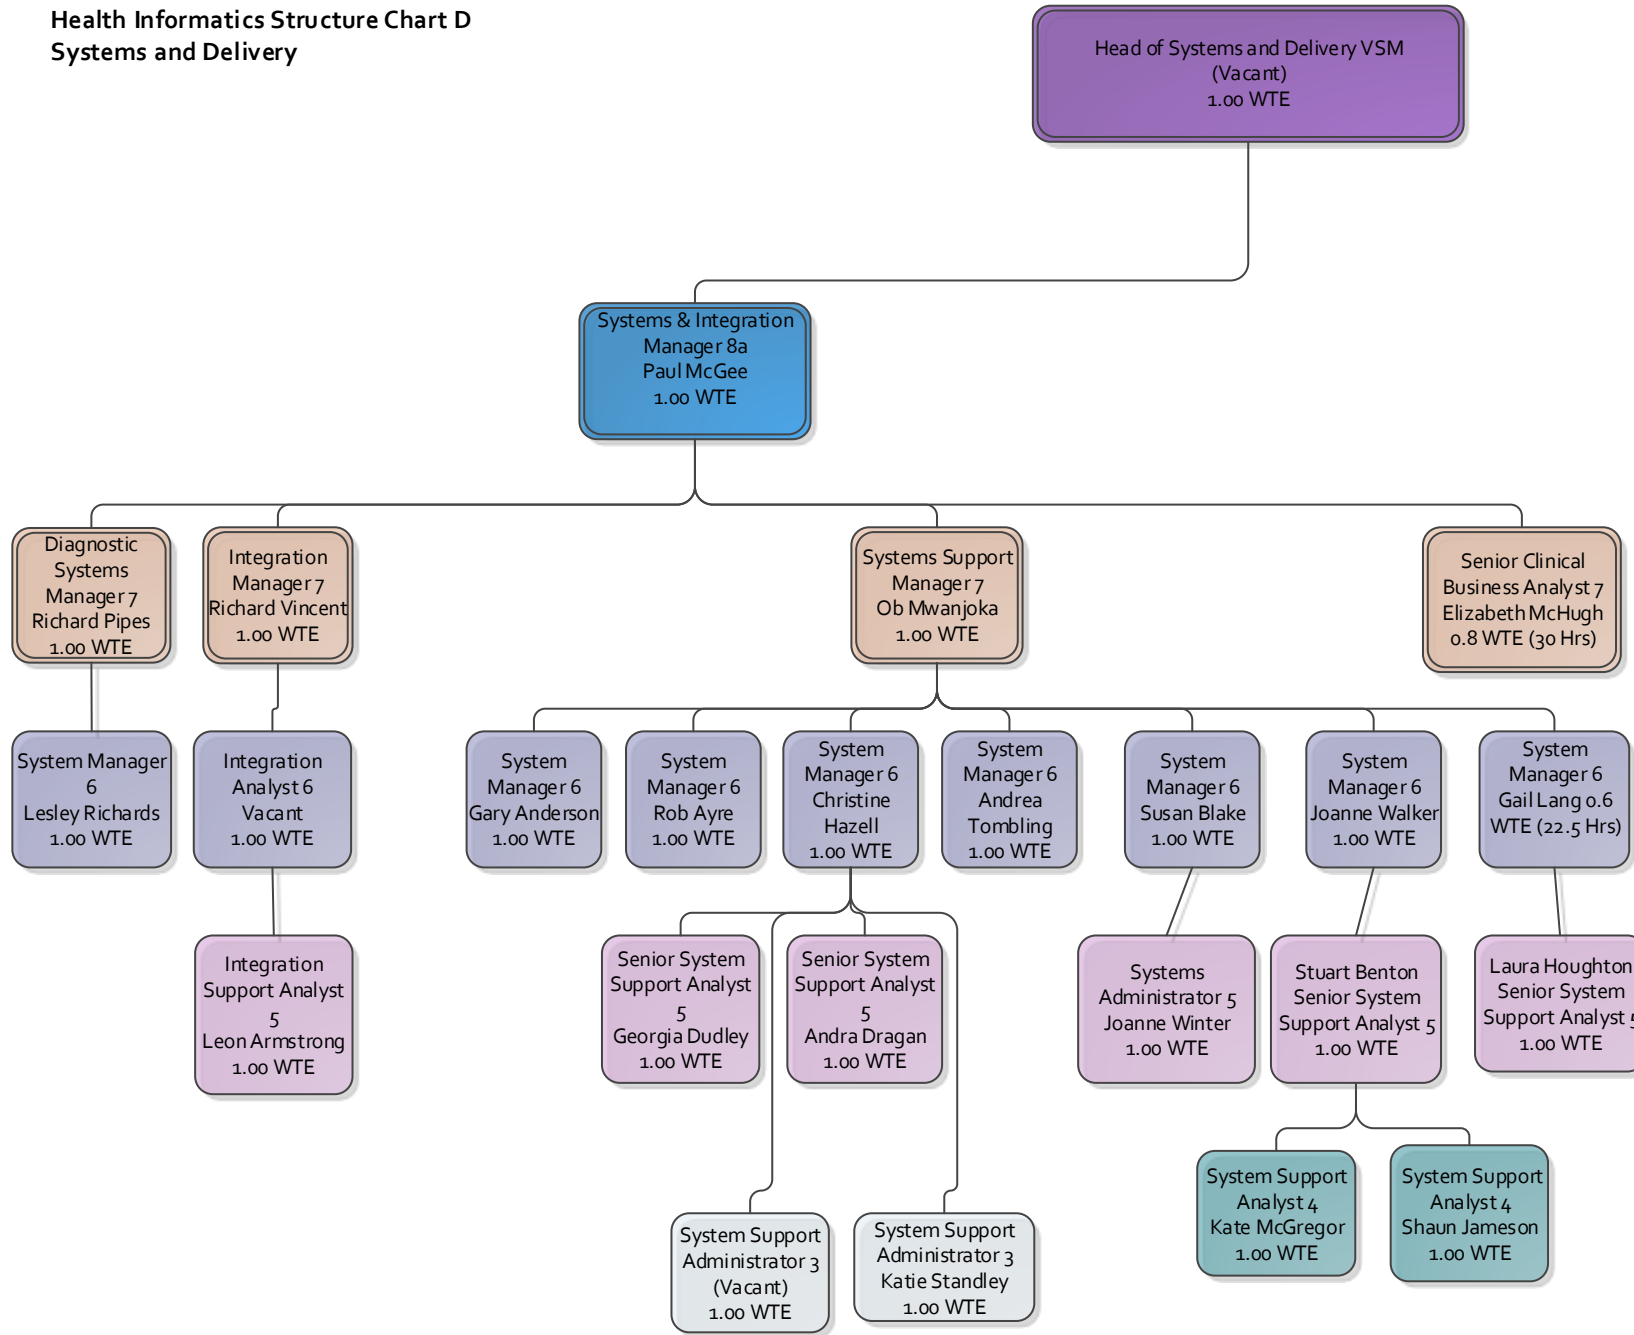 Health Informatics Structure Chart D
Systems and Delivery
Head of Systems and Delivery VSM
(Vacant)
1.00 WTE
Systems & Integration
Manager 8a
Paul McGee
1.00 WTE
Diagnostic
Systems
Manager 7
Richard Pipes
1.00 WTE
Integration
Manager 7
Richard Vincent
1.00 WTE
Systems Support
Manager 7
Ob Mwanjoka
1.00 WTE
Senior Clinical
Business Analyst 7
Elizabeth McHugh
0.8 WTE (30 Hrs)
System Manager
6
Lesley Richards
1.00 WTE
Integration
Analyst 6
Vacant
1.00 WTE
System
Manager 6
Gary Anderson
1.00 WTE
System
Manager 6
Rob Ayre
1.00 WTE
System
Manager 6
Christine
Hazell
1.00 WTE
System
Manager 6
Andrea
Tombling
1.00 WTE
System
Manager 6
Susan Blake
1.00 WTE
System
Manager 6
Joanne Walker
1.00 WTE
System
Manager 6
Gail Lang 0.6
WTE (22.5 Hrs)
Integration
Support Analyst
5
Leon Armstrong
1.00 WTE
Senior System
Support Analyst
5
Georgia Dudley
1.00 WTE
Senior System
Support Analyst
5
Andra Dragan
1.00 WTE
Systems
Administrator 5
Joanne Winter
1.00 WTE
Stuart Benton
Senior System
Support Analyst 5
1.00 WTE
Laura Houghton
Senior System
Support Analyst 5
1.00 WTE
System Support
Administrator 3
(Vacant)
1.00 WTE
System Support
Administrator 3
Katie Standley
1.00 WTE
System Support
Analyst 4
Kate McGregor
1.00 WTE
System Support
Analyst 4
Shaun Jameson
1.00 WTE